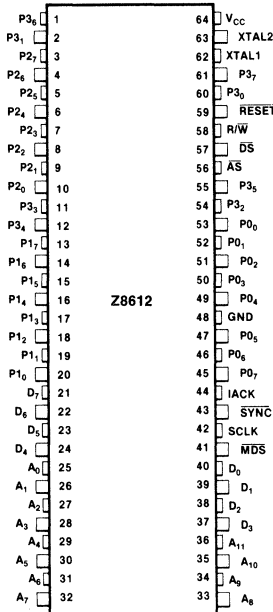 P3₆ 1 64 V_CC
P3₁ 2 63 XTAL2
P2₇ 3 62 XTAL1
P2₆ 4 61 P3₇
P2₅ 5 60 P3₀
P2₄ 6 59 R̅E̅S̅E̅T̅
P2₃ 7 58 R/W̅
P2₂ 8 57 D̅S̅
P2₁ 9 56 A̅S̅
P2₀ 10 55 P3₅
P3₃ 11 54 P3₂
P3₄ 12 53 P0₀
P1₇ 13 52 P0₁
P1₆ 14 51 P0₂
P1₅ 15 50 P0₃
P1₄ 16 Z8612 49 P0₄
P1₃ 17 48 GND
P1₂ 18 47 P0₅
P1₁ 19 46 P0₆
P1₀ 20 45 P0₇
D₇ 21 44 IACK
D₆ 22 43 S̅Y̅N̅C̅
D₅ 23 42 SCLK
D₄ 24 41 M̅D̅S̅
A₀ 25 40 D₀
A₁ 26 39 D₁
A₂ 27 38 D₂
A₃ 28 37 D₃
A₄ 29 36 A₁₁
A₅ 30 35 A₁₀
A₆ 31 34 A₉
A₇ 32 33 A₈